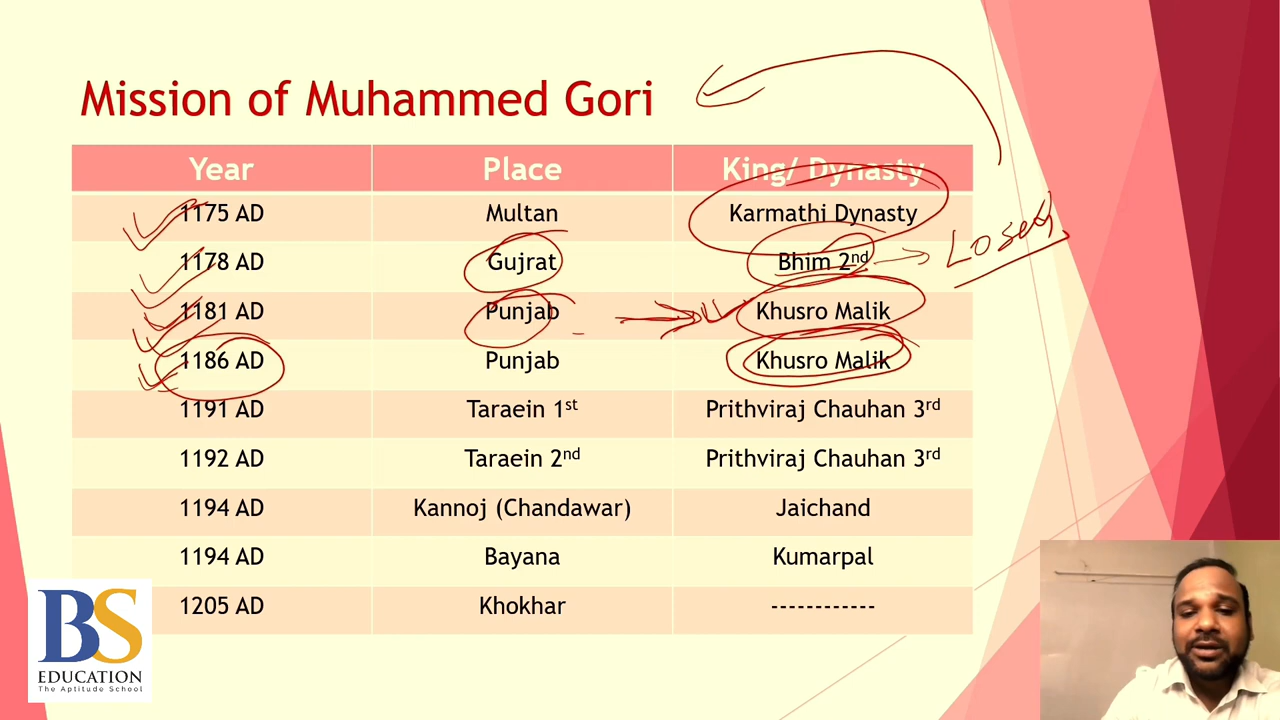 Mission of Muhammed Gori
Year Place King/ Dynasty
1175 AD Multan Karmathi Dynasty
1178 AD Gujrat Bhim 2nd Loses
1181 AD Punjab Khusro Malik
1186 AD Punjab Khusro Malik
1191 AD Taraein 1st Prithviraj Chauhan 3rd
1192 AD Taraein 2nd Prithviraj Chauhan 3rd
1194 AD Kannoj (Chandawar) Jaichand
1194 AD Bayana Kumarpal
1205 AD Khokhar ------------
BS
EDUCATION
The Aptitude School